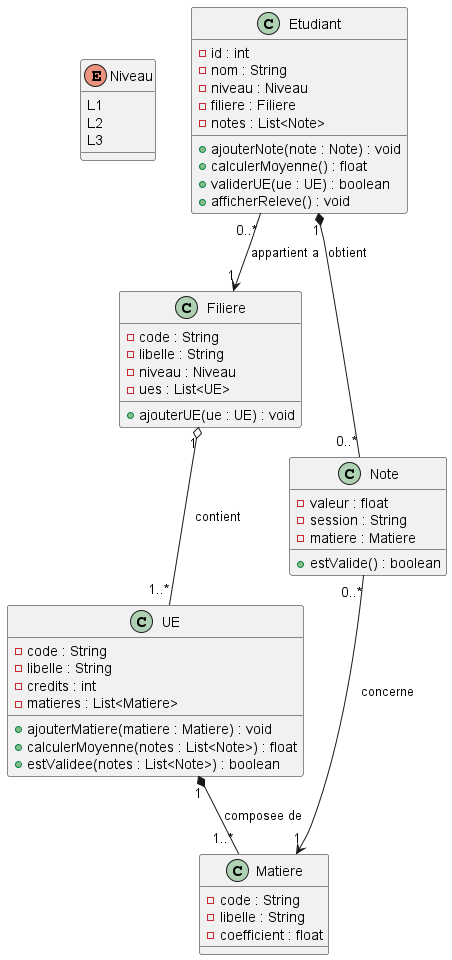 C Etudiant
id : int
nom : String
niveau : Niveau
filiere : Filiere
notes : List<Note>
ajouterNote(note : Note) : void
calculerMoyenne() : float
validerUE(ue : UE) : boolean
afficherReleve() : void
E Niveau
L1
L2
L3
0..*
1
appartient a
obtient
1
0..*
C Filiere
code : String
libelle : String
niveau : Niveau
ues : List<UE>
ajouterUE(ue : UE) : void
1
contient
1..*
C Note
valeur : float
session : String
matiere : Matiere
estValide() : boolean
0..*
concerne
1
C UE
code : String
libelle : String
credits : int
matieres : List<Matiere>
ajouterMatiere(matiere : Matiere) : void
calculerMoyenne(notes : List<Note>) : float
estValidee(notes : List<Note>) : boolean
1
composee de
1..*
C Matiere
code : String
libelle : String
coefficient : float